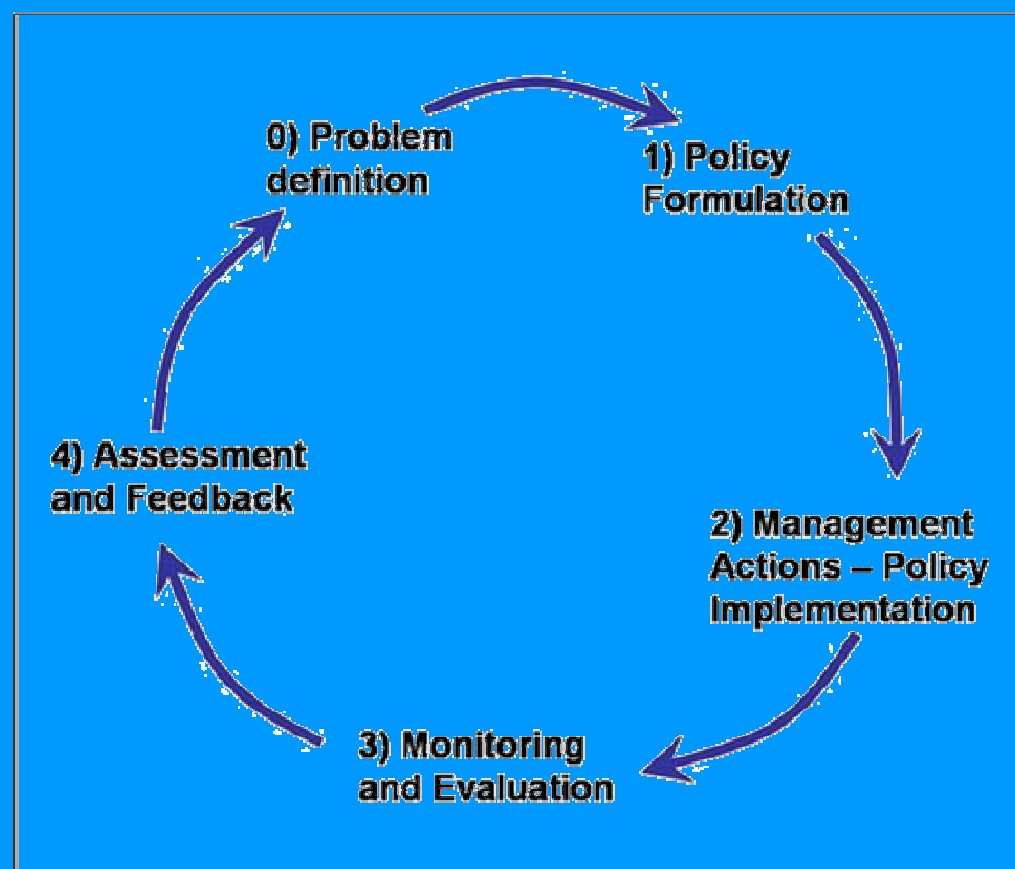 0) Problem
definition
1) Policy
Formulation
2) Management
Actions – Policy
Implementation
3) Monitoring
and Evaluation
4) Assessment
and Feedback